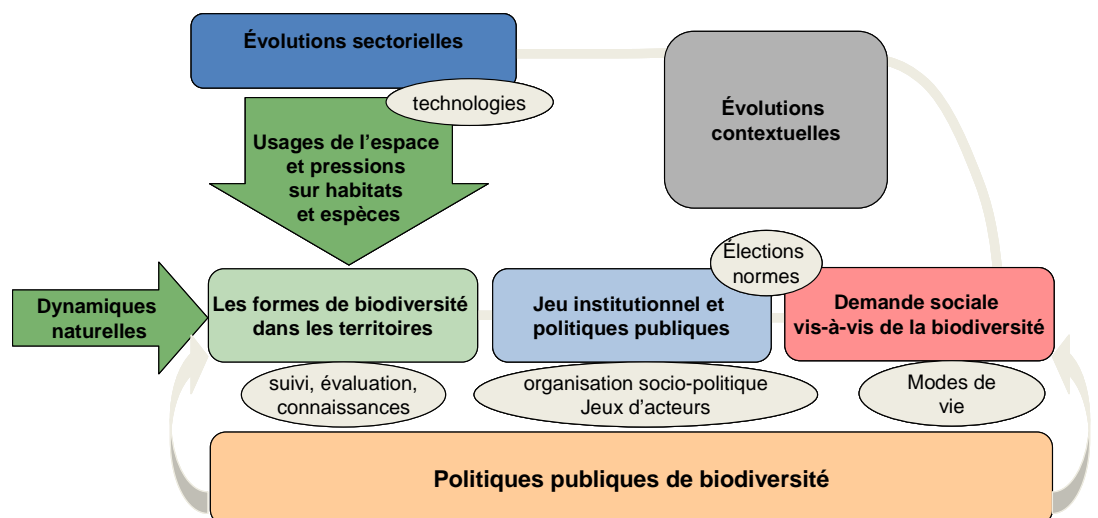 Évolutions sectorielles
technologies
Évolutions
contextuelles
Usages de l'espace
et pressions
sur habitats
et espèces
Élections
normes
Dynamiques
naturelles
Les formes de biodiversité
dans les territoires
Jeu institutionnel et
politiques publiques
Demande sociale
vis-à-vis de la biodiversité
suivi, évaluation,
connaissances
organisation socio-politique
Jeux d'acteurs
Modes de
vie
Politiques publiques de biodiversité